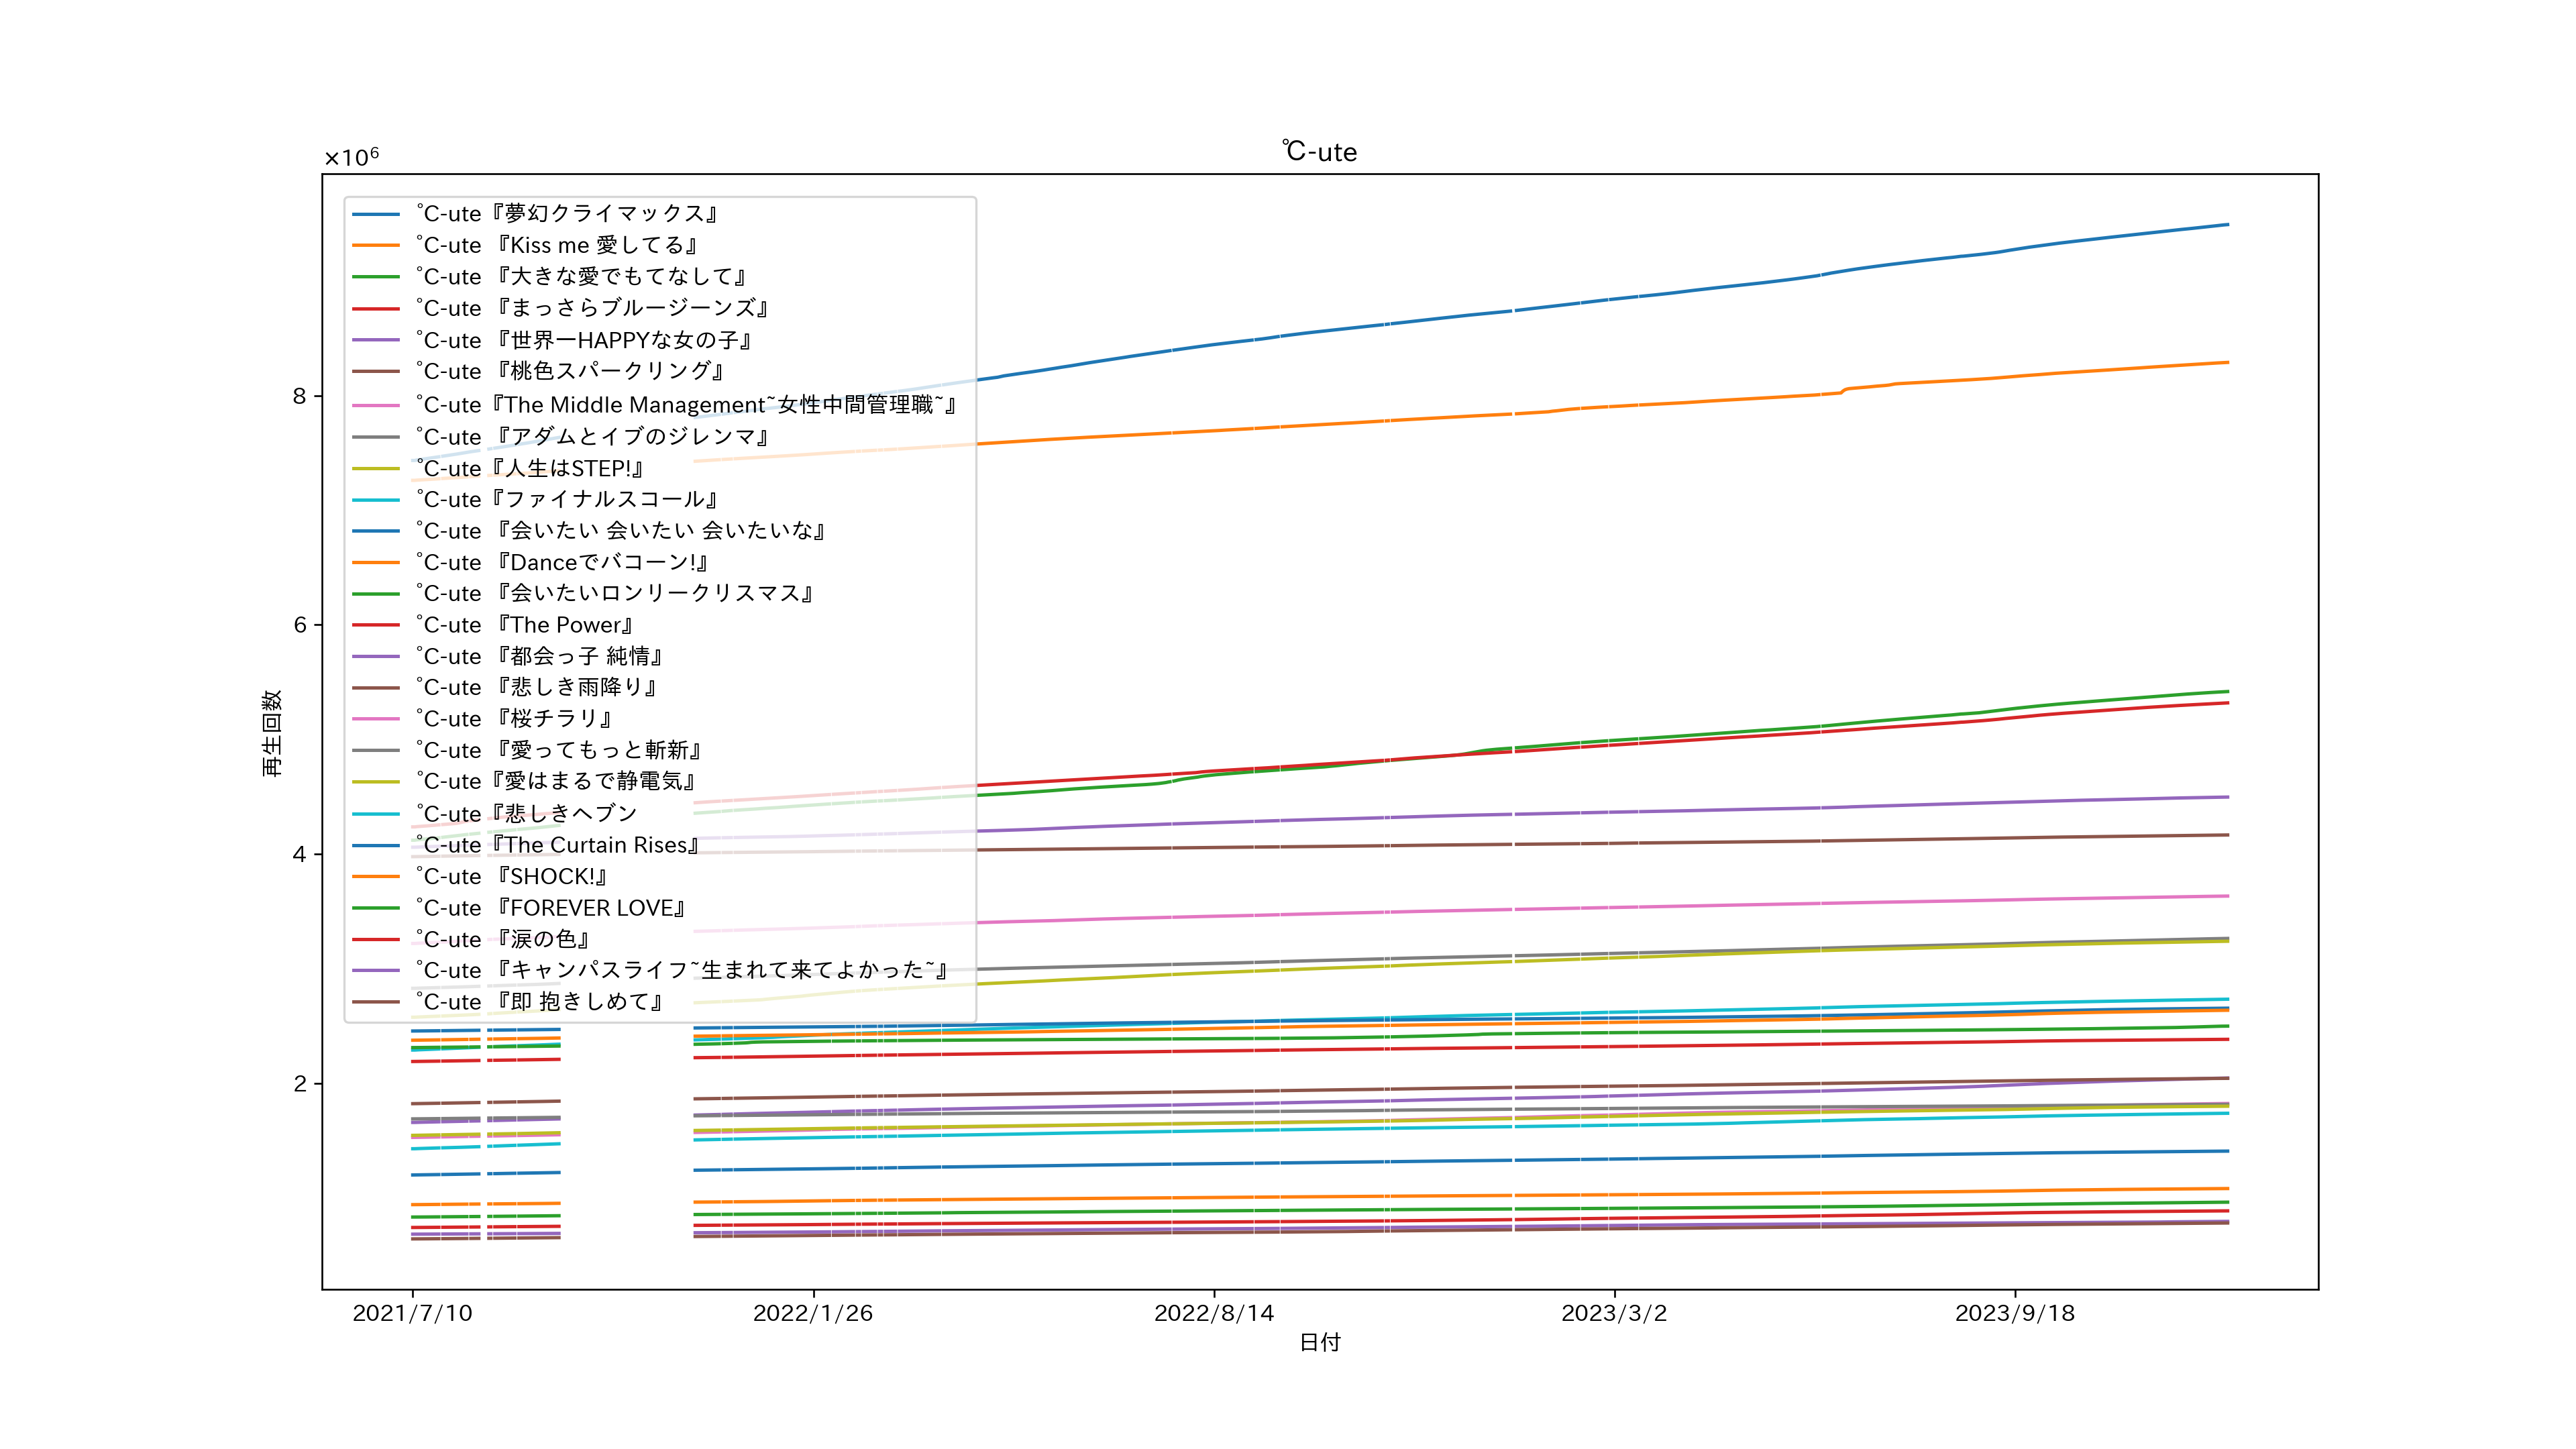 ℃-ute
×10⁶
℃-ute『夢幻クライマックス』
℃-ute 『Kiss me 愛してる』
℃-ute 『大きな愛でもてなして』
℃-ute 『まっさらブルージーンズ』
℃-ute 『世界一HAPPYな女の子』
℃-ute 『桃色スパークリング』
℃-ute『The Middle Management~女性中間管理職~』
℃-ute 『アダムとイブのジレンマ』
℃-ute『人生はSTEP!』
℃-ute『ファイナルスコール』
℃-ute 『会いたい 会いたい 会いたいな』
℃-ute 『Danceでバコーン!』
℃-ute 『会いたいロンリークリスマス』
℃-ute 『The Power』
℃-ute 『都会っ子 純情』
℃-ute 『悲しき雨降り』
℃-ute 『桜チラリ』
℃-ute 『愛ってもっと斬新』
℃-ute『愛はまるで静電気』
℃-ute『悲しきヘブン
℃-ute『The Curtain Rises』
℃-ute 『SHOCK!』
℃-ute 『FOREVER LOVE』
℃-ute 『涙の色』
℃-ute 『キャンパスライフ~生まれて来てよかった~』
℃-ute 『即 抱きしめて』
8
6
4
2
再生回数
2021/7/10
2022/1/26
2022/8/14
2023/3/2
2023/9/18
日付